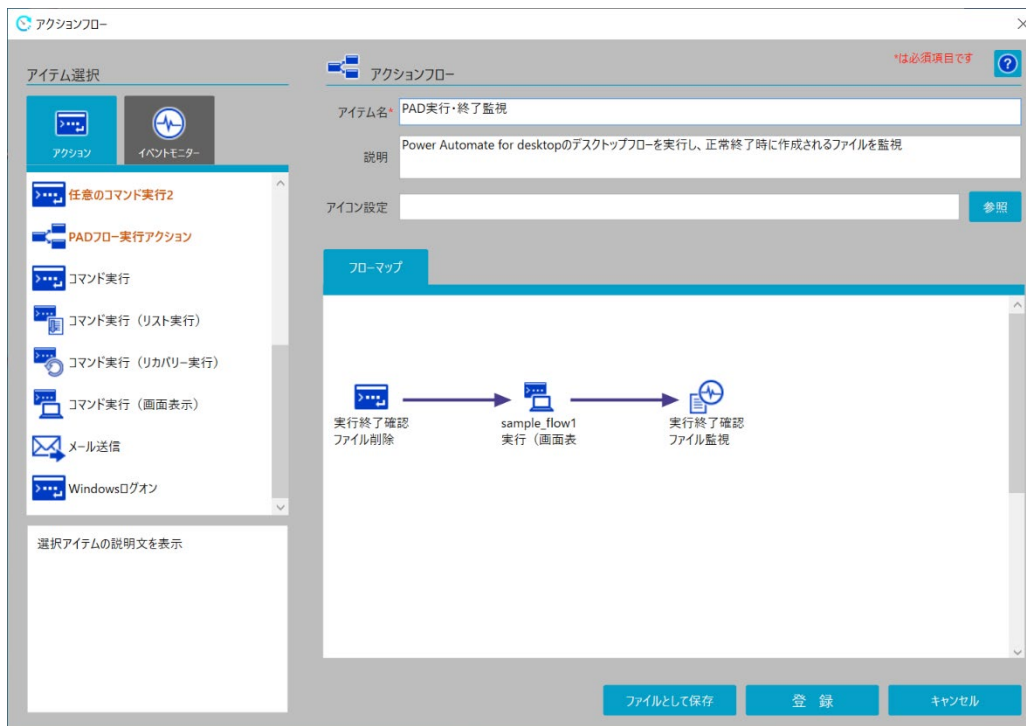 アクションフロー
アイテム選択
アクション
イベントモニター
任意のコマンド実行2
PADフロー実行アクション
コマンド実行
コマンド実行（リスト実行）
コマンド実行（リカバリー実行）
コマンド実行（画面表示）
メール送信
Windowsログオン
選択アイテムの説明文を表示
アクションフロー
*は必須項目です
アイテム名* PAD実行・終了監視
説明 Power Automate for desktopのデスクトップフローを実行し、正常終了時に作成されるファイルを監視
アイコン設定
参照
フローマップ
実行終了確認
ファイル削除
sample_flow1
実行（画面表
実行終了確認
ファイル監視
ファイルとして保存
登 録
キャンセル